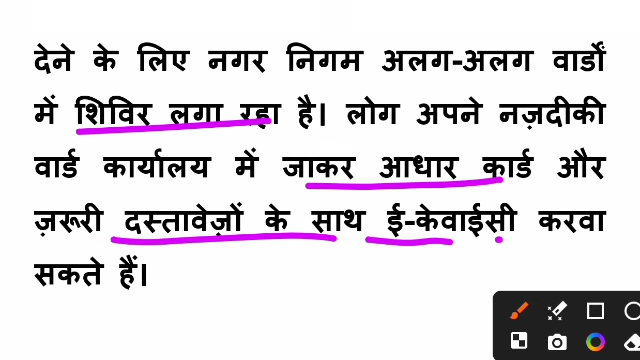 देने के लिए नगर निगम अलग-अलग वार्डों
में शिविर लगा रहा है। लोग अपने नज़दीकी
वार्ड कार्यालय में जाकर आधार कार्ड और
ज़रूरी दस्तावेज़ों के साथ ई-केवाईसी करवा
सकते हैं।